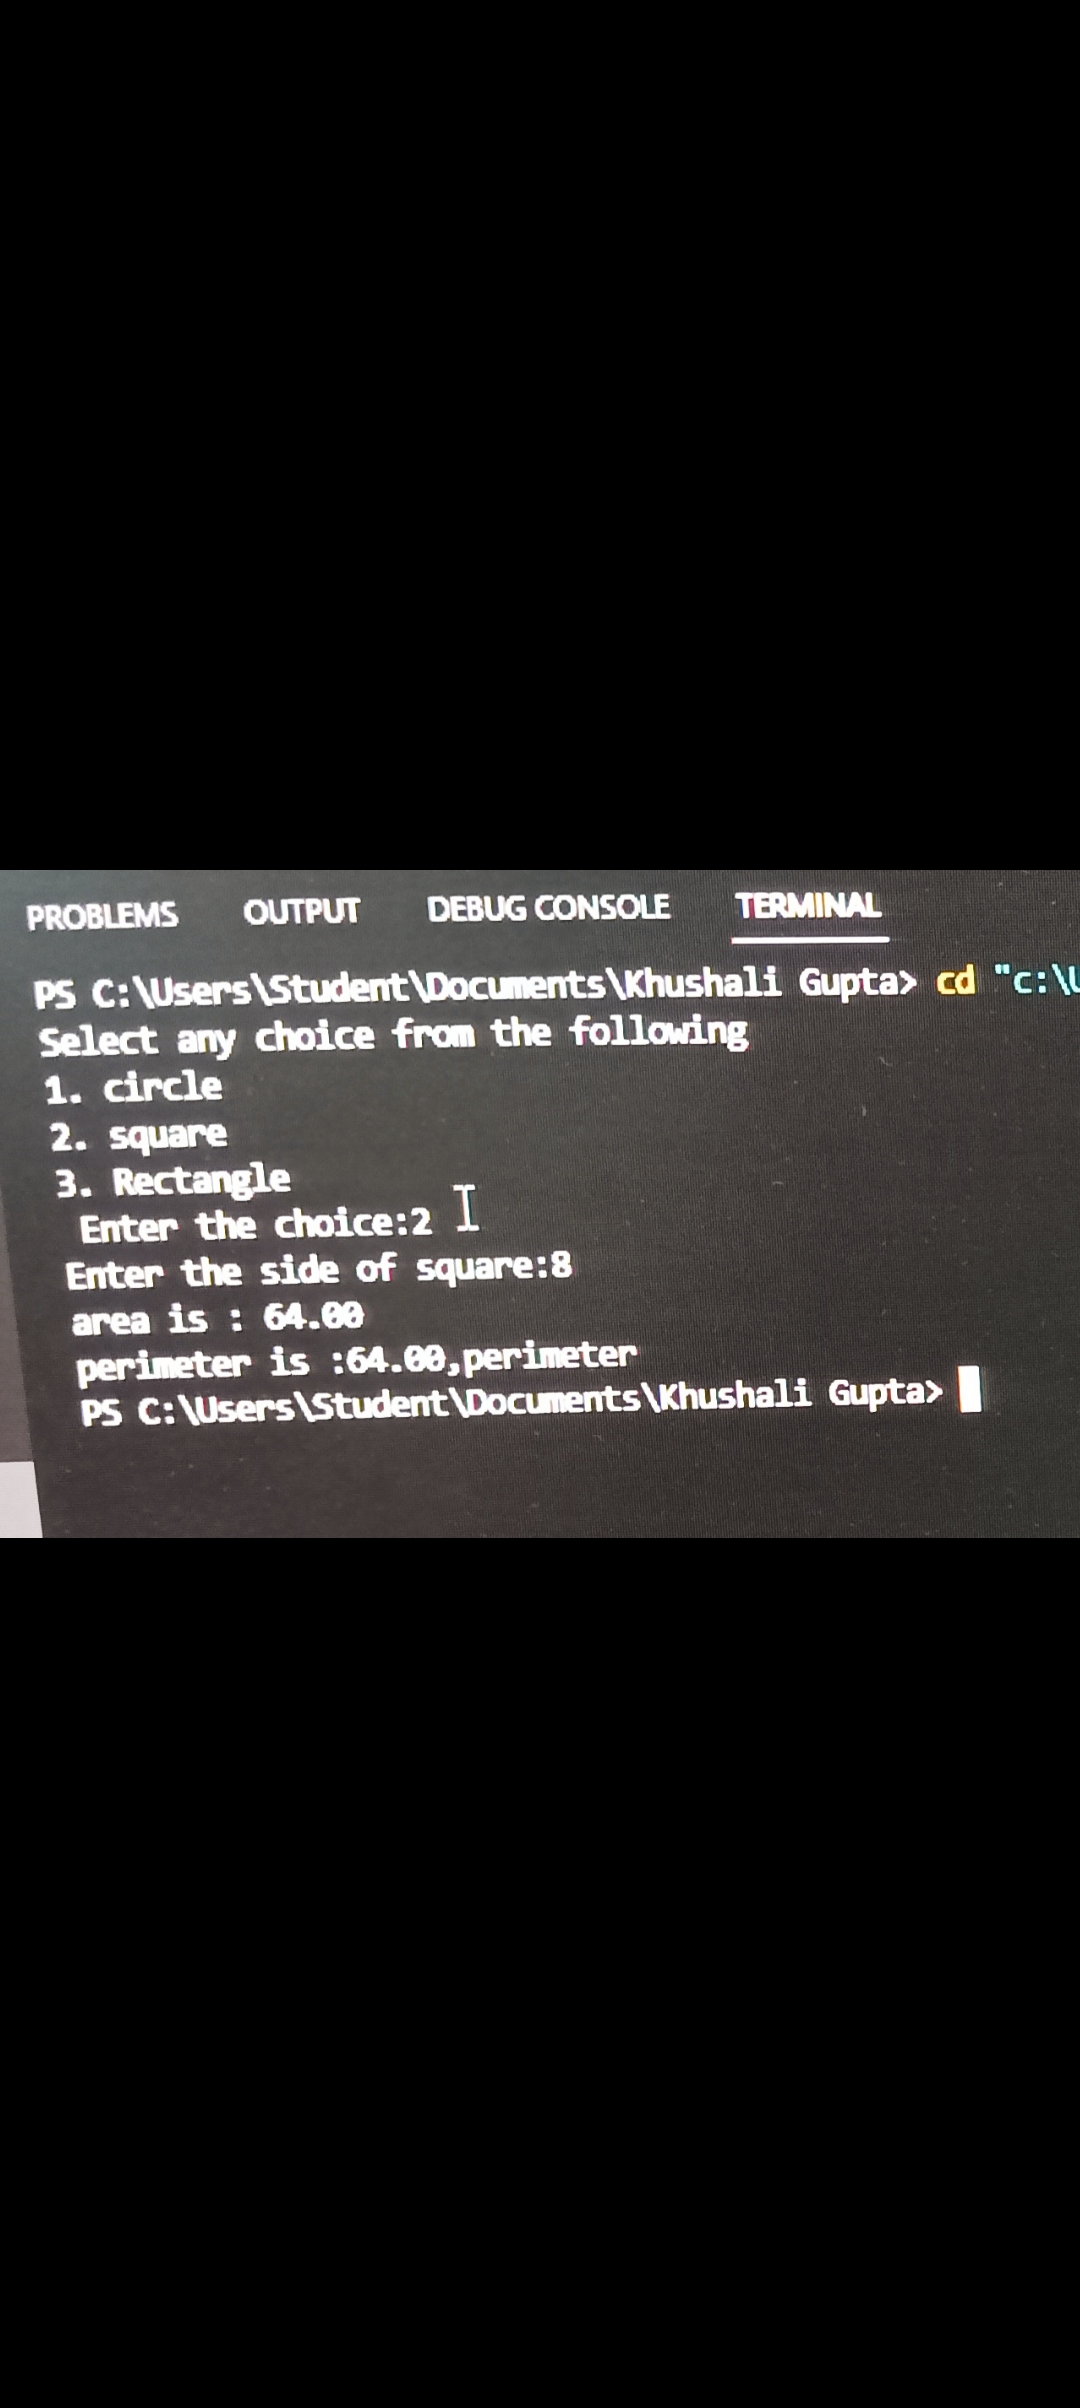 PROBLEMS OUTPUT DEBUG CONSOLE TERMINAL
PS C:\Users\Student\Documents\Khushali Gupta> cd "c:\U
Select any choice from the following
1. circle
2. square
3. Rectangle
Enter the choice:2
Enter the side of square:8
area is : 64.00
perimeter is :64.00,perimeter
PS C:\Users\Student\Documents\Khushali Gupta>